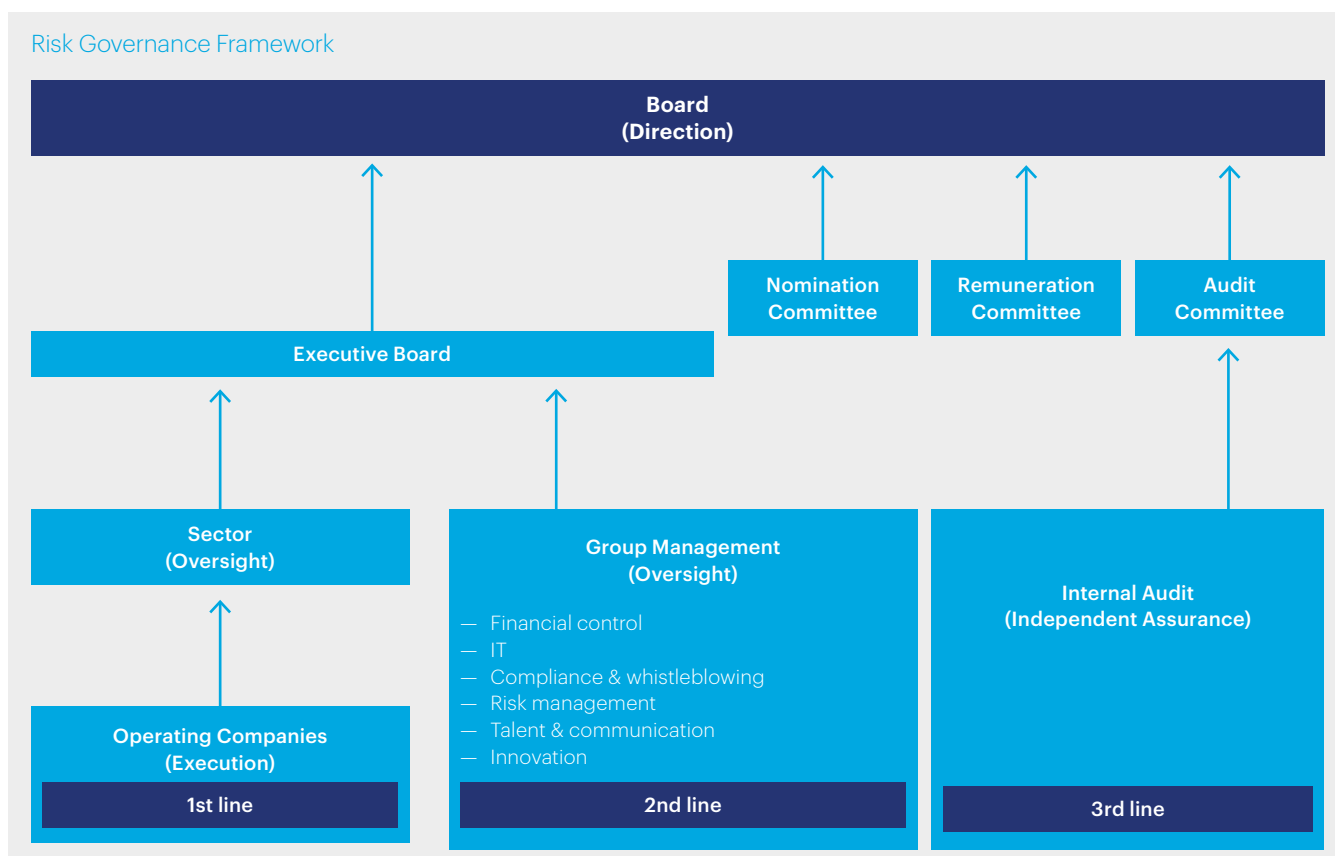 Risk Governance Framework
Board
(Direction)
Nomination
Committee
Remuneration
Committee
Audit
Committee
Executive Board
Sector
(Oversight)
Group Management
(Oversight)
— Financial control
— IT
— Compliance & whistleblowing
— Risk management
— Talent & communication
— Innovation
Internal Audit
(Independent Assurance)
Operating Companies
(Execution)
1st line
2nd line
3rd line